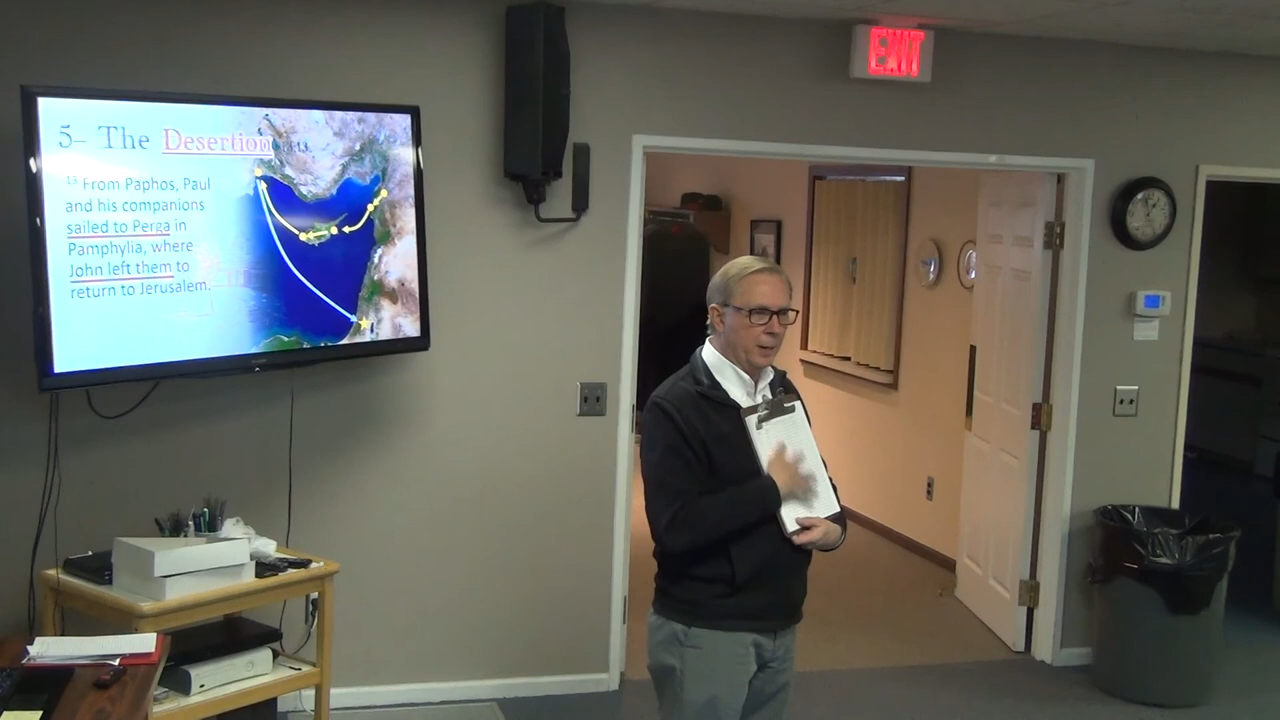 5– The Desertion
13 From Paphos, Paul
and his companions
sailed to Perga in
Pamphylia, where
John left them to
return to Jerusalem.
EXIT